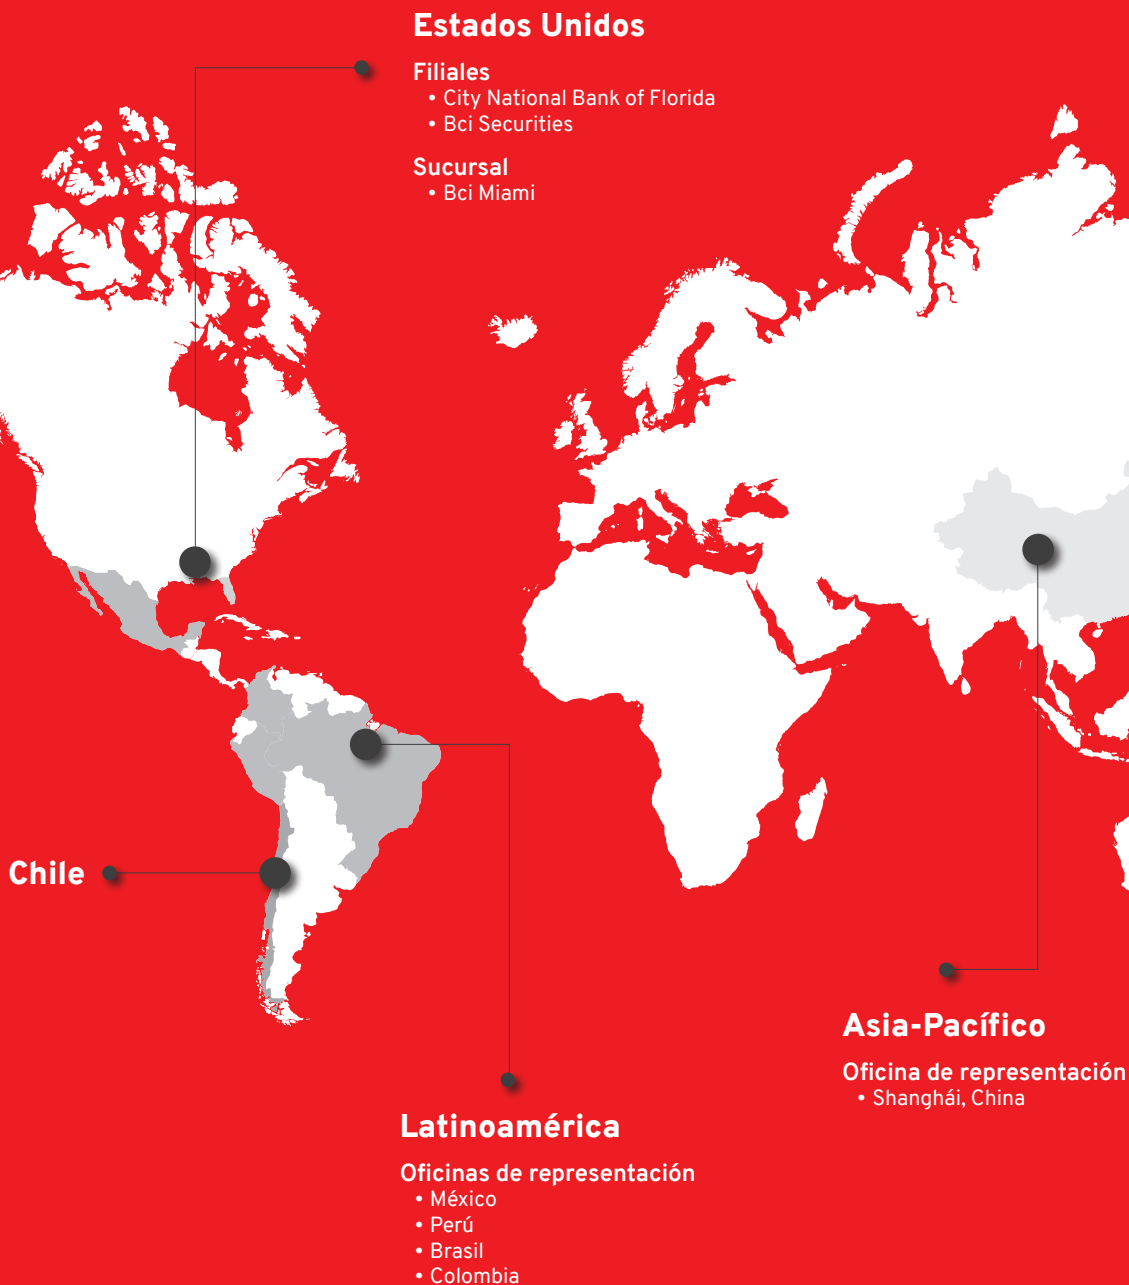 Estados Unidos
Filiales
• City National Bank of Florida
• Bci Securities
Sucursal
• Bci Miami
Chile
Asia-Pacífico
Oficina de representación
• Shanghái, China
Latinoamérica
Oficinas de representación
• México
• Perú
• Brasil
• Colombia